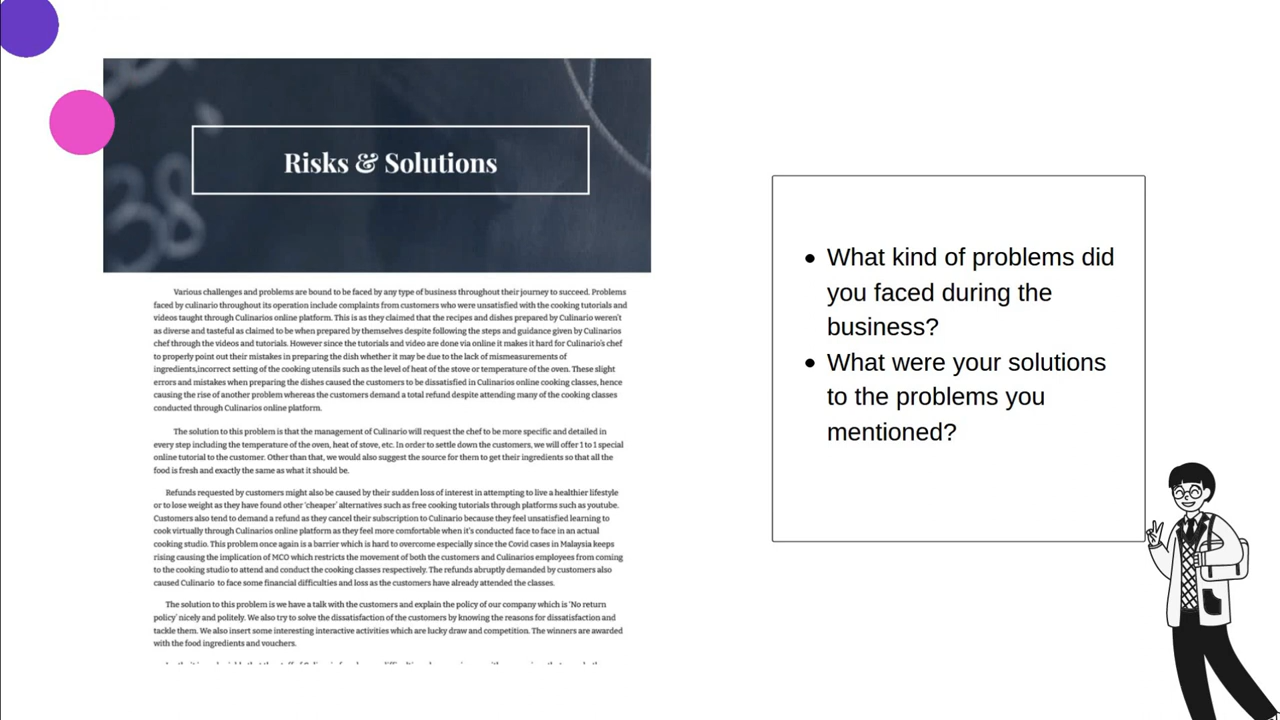 Risks & Solutions
Various challenges and problems are bound to be faced by any type of business throughout their journey to succeed. Problems
faced by culinario throughout its operation include complaints from customers who were unsatisfied with the cooking tutorials and
videos taught through Culinarios online platform. This is as they claimed that the recipes and dishes prepared by Culinario weren't
as diverse and tasteful as claimed to be when prepared by themselves despite following the steps and guidance given by Culinarios
chef through the videos and tutorials. However since the tutorials and video are done via online it makes it hard for Culinario's chef
to properly point out their mistakes in preparing the dish whether it may be due to the lack of mismeasurements of
ingredients,incorrect setting of the cooking utensils such as the level of heat of the stove or temperature of the oven. These slight
errors and mistakes when preparing the dishes caused the customers to be dissatisfied in Culinarios online cooking classes, hence
causing the rise of another problem whereas the customers demand a total refund despite attending many of the cooking classes
conducted through Culinarios online platform.
The solution to this problem is that the management of Culinario will request the chef to be more specific and detailed in
every step including the temperature of the oven, heat of stove, etc. In order to settle down the customers, we will offer 1 to 1 special
online tutorial to the customer. Other than that, we would also suggest the source for them to get their ingredients so that all the
food is fresh and exactly the same as what it should be.
Refunds requested by customers might also be caused by their sudden loss of interest in attempting to live a healthier lifestyle
or to lose weight as they have found other 'cheaper' alternatives such as free cooking tutorials through platforms such as youtube.
Customers also tend to demand a refund as they cancel their subscription to Culinario because they feel unsatisfied learning to
cook virtually through Culinarios online platform as they feel more comfortable when it's conducted face to face in an actual
cooking studio. This problem once again is a barrier which is hard to overcome especially since the Covid cases in Malaysia keeps
rising causing the implication of MCO which restricts the movement of both the customers and Culinarios employees from coming
to the cooking studio to attend and conduct the cooking classes respectively. The refunds abruptly demanded by customers also
caused Culinario to face some financial difficulties and loss as the customers have already attended the classes.
The solution to this problem is we have a talk with the customers and explain the policy of our company which is 'No return
policy' nicely and politely. We also try to solve the dissatisfaction of the customers by knowing the reasons for dissatisfaction and
tackle them. We also insert some interesting interactive activities which are lucky draw and competition. The winners are awarded
with the food ingredients and vouchers.
• What kind of problems did
you faced during the
business?
• What were your solutions
to the problems you
mentioned?